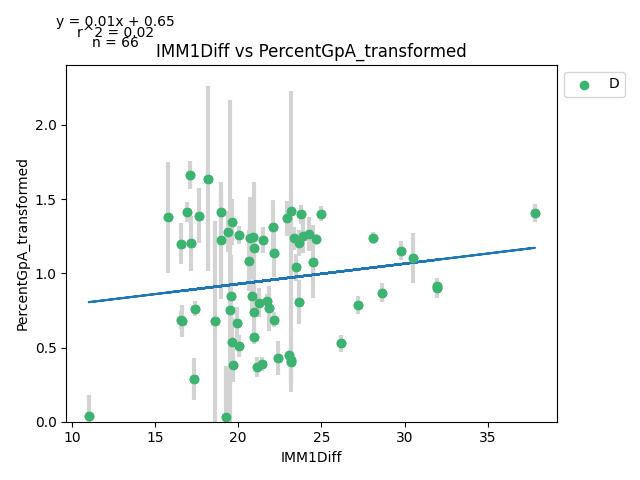 y = 0.01x + 0.65
r^2 = 0.02
n = 66
IMM1Diff vs PercentGpA_transformed
D
PercentGpA_transformed
2.0
1.5
1.0
0.5
0.0
10 15 20 25 30 35
IMM1Diff